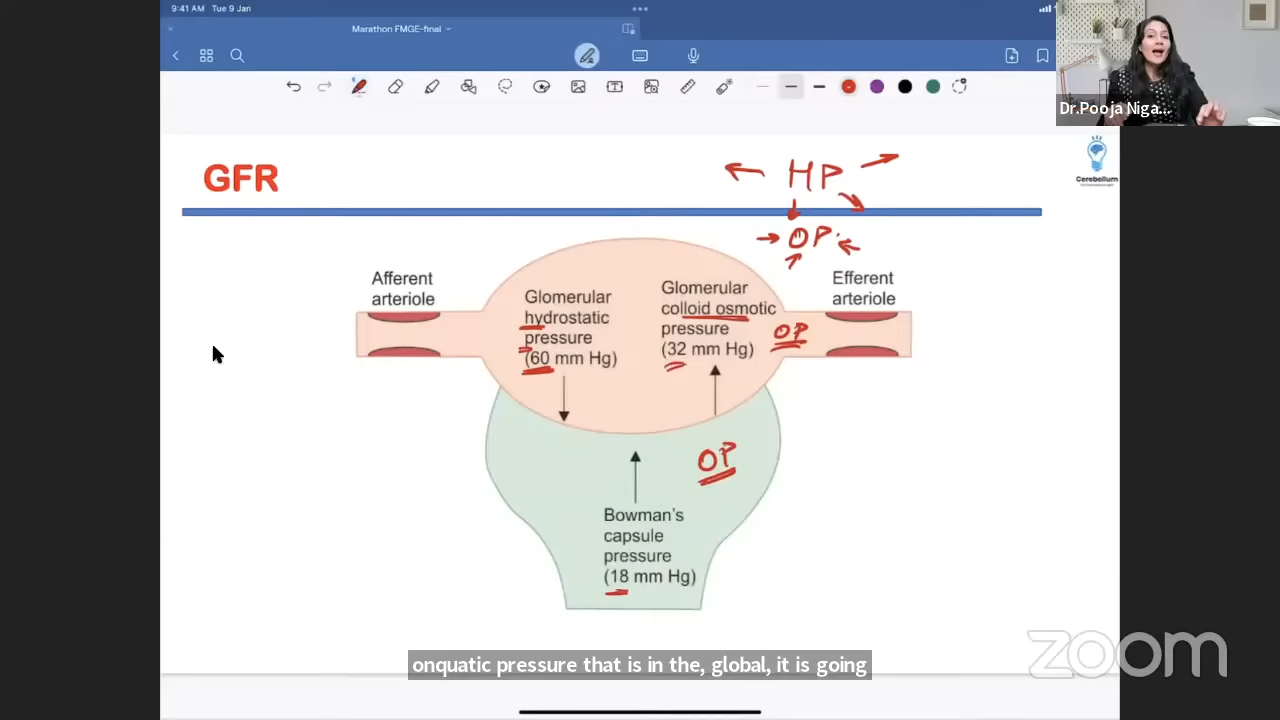 9:41 AM Tue 9 Jan
Marathon FMGE-final
Dr.Pooja Niga...
GFR
HP
OP
Cerebellum
Afferent
arteriole
Glomerular
hydrostatic
pressure
(60 mm Hg)
Glomerular
colloid osmotic
pressure
(32 mm Hg)
OP
Efferent
arteriole
OP
Bowman's
capsule
pressure
(18 mm Hg)
onquatic pressure that is in the, global, it is going
zoom